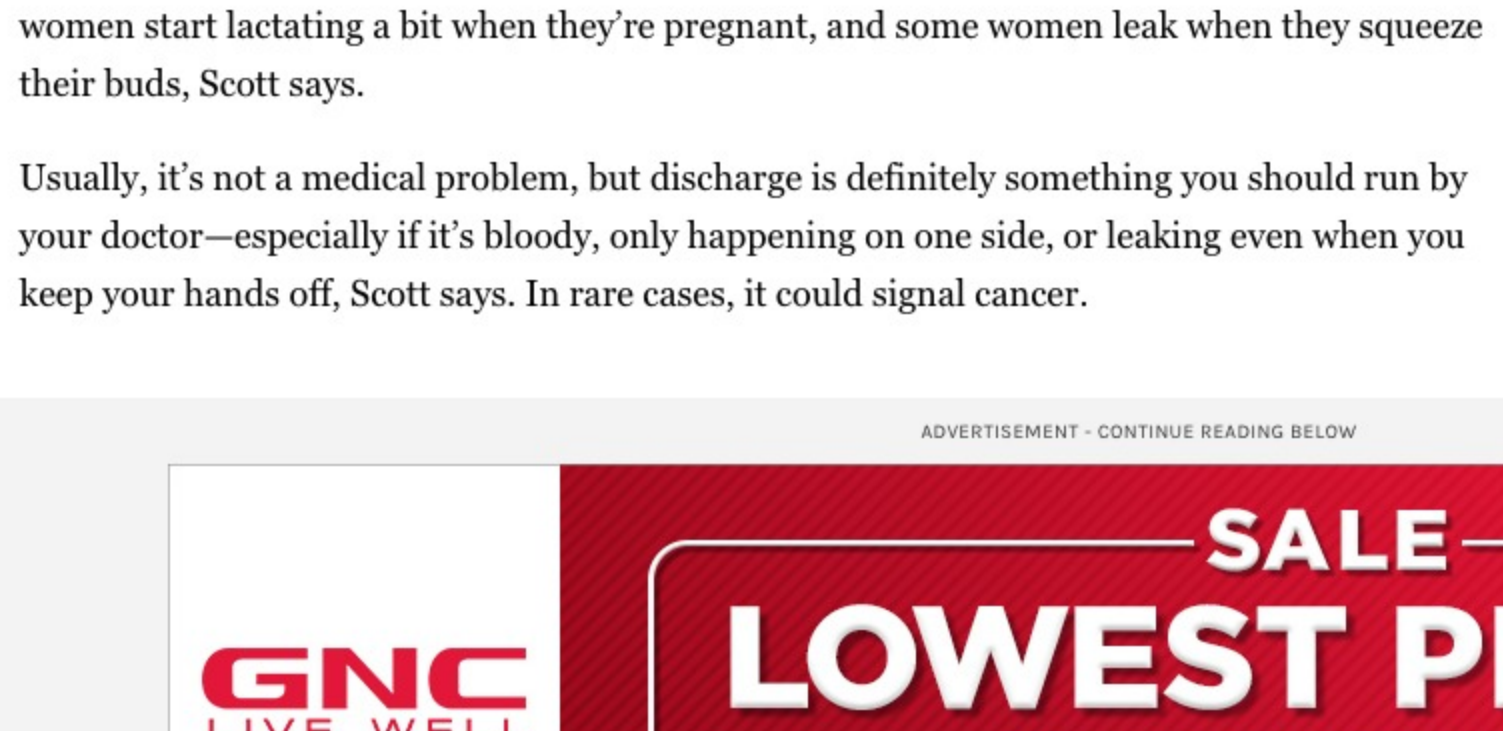 women start lactating a bit when they’re pregnant, and some women leak when they squeeze
their buds, Scott says.
Usually, it’s not a medical problem, but discharge is definitely something you should run by
your doctor—especially if it’s bloody, only happening on one side, or leaking even when you
keep your hands off, Scott says. In rare cases, it could signal cancer.
ADVERTISEMENT - CONTINUE READING BELOW
SALE
LOWEST
GNC
LIVE WELL